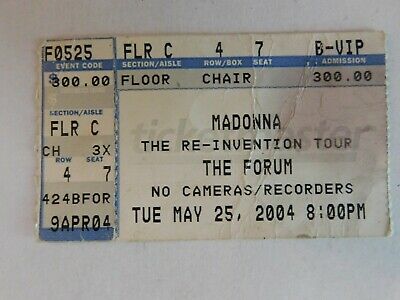 F0525 FLR C 4 7 B-VIP
EVENT CODE SECTION/AISLE ROW/BOX SEAT ADMISSION
$300.00 FLOOR CHAIR 300.00
SECTION/AISLE
FLR C MADONNA
CH 3X THE RE-INVENTION TOUR
ROW SEAT
4 7 THE FORUM
424BFOR NO CAMERAS/RECORDERS
9APR04 TUE MAY 25, 2004 8:00PM
ticketmaster